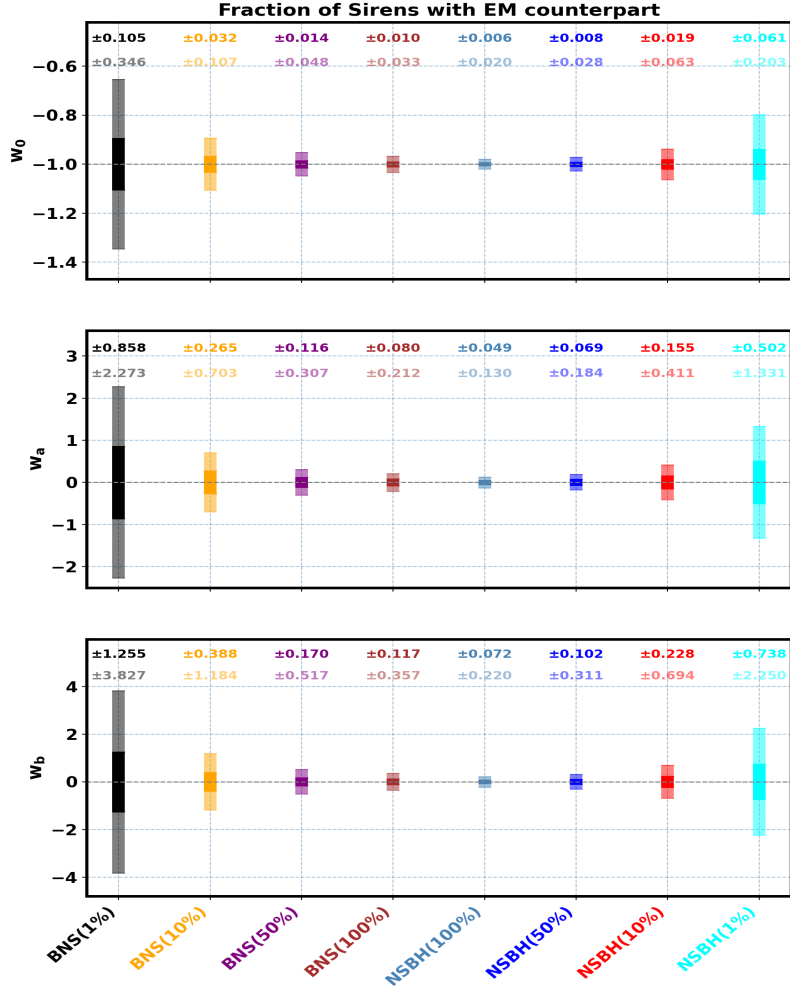 Fraction of Sirens with EM counterpart
±0.105 ±0.032 ±0.014 ±0.010 ±0.006 ±0.008 ±0.019 ±0.061
±0.346 ±0.107 ±0.048 ±0.033 ±0.020 ±0.028 ±0.063 ±0.203
−0.6
−0.8
w0
−1.0
−1.2
−1.4
±0.858 ±0.265 ±0.116 ±0.080 ±0.049 ±0.069 ±0.155 ±0.502
3
±2.273 ±0.703 ±0.307 ±0.212 ±0.130 ±0.184 ±0.411 ±1.331
2
1
wa
0
−1
−2
±1.255 ±0.388 ±0.170 ±0.117 ±0.072 ±0.102 ±0.228 ±0.738
±3.827 ±1.184 ±0.517 ±0.357 ±0.220 ±0.311 ±0.694 ±2.250
4
2
wb
0
−2
−4
BNS(1%) BNS(10%) BNS(50%) BNS(100%) NSBH(100%) NSBH(50%) NSBH(10%) NSBH(1%)